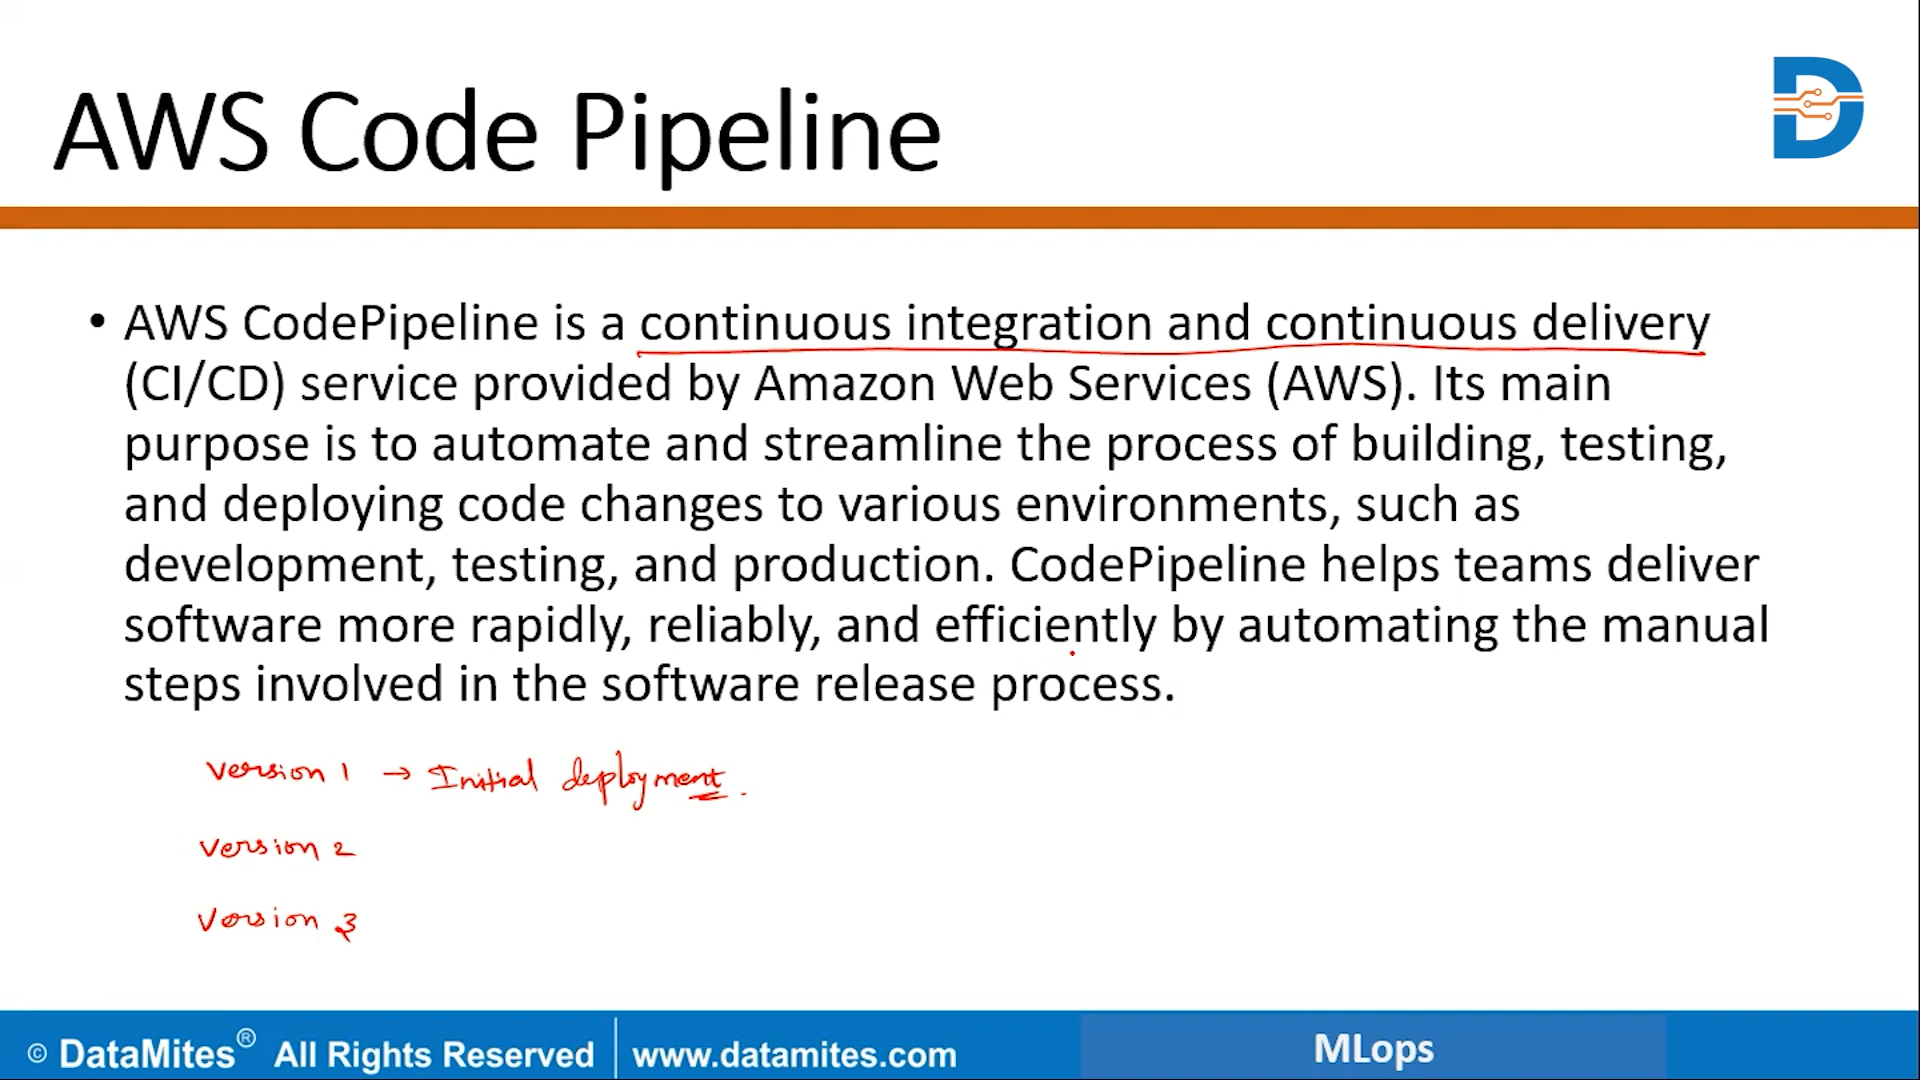 AWS Code Pipeline
• AWS CodePipeline is a continuous integration and continuous delivery
(CI/CD) service provided by Amazon Web Services (AWS). Its main
purpose is to automate and streamline the process of building, testing,
and deploying code changes to various environments, such as
development, testing, and production. CodePipeline helps teams deliver
software more rapidly, reliably, and efficiently by automating the manual
steps involved in the software release process.
version 1 → Initial deployment.
version 2
version 3
© DataMites® All Rights Reserved | www.datamites.com
MLops